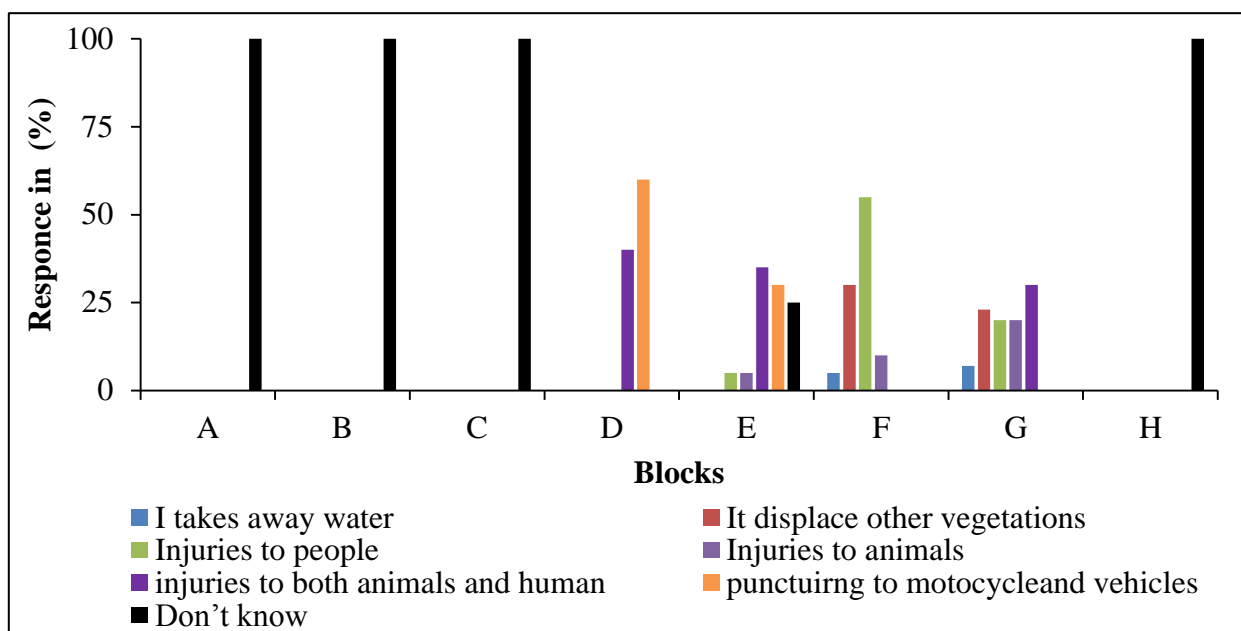 Responce in (%)
100
75
50
25
0
A B C D E F G H
Blocks
I takes away water
It displace other vegetations
Injuries to people
Injuries to animals
injuries to both animals and human
punctuirng to motocycleand vehicles
Don’t know